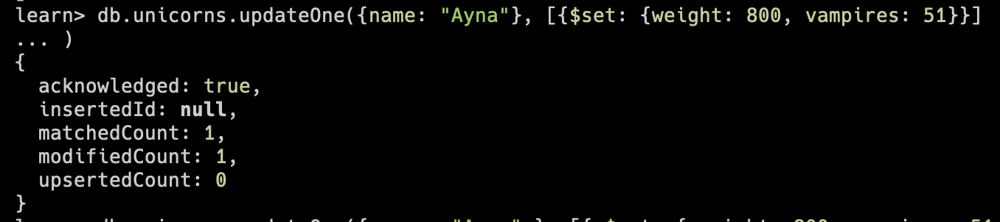 learn> db.unicorns.updateOne({name: "Ayna"}, [{$set: {weight: 800, vampires: 51}}]
... )
{
  acknowledged: true,
  insertedId: null,
  matchedCount: 1,
  modifiedCount: 1,
  upsertedCount: 0
}